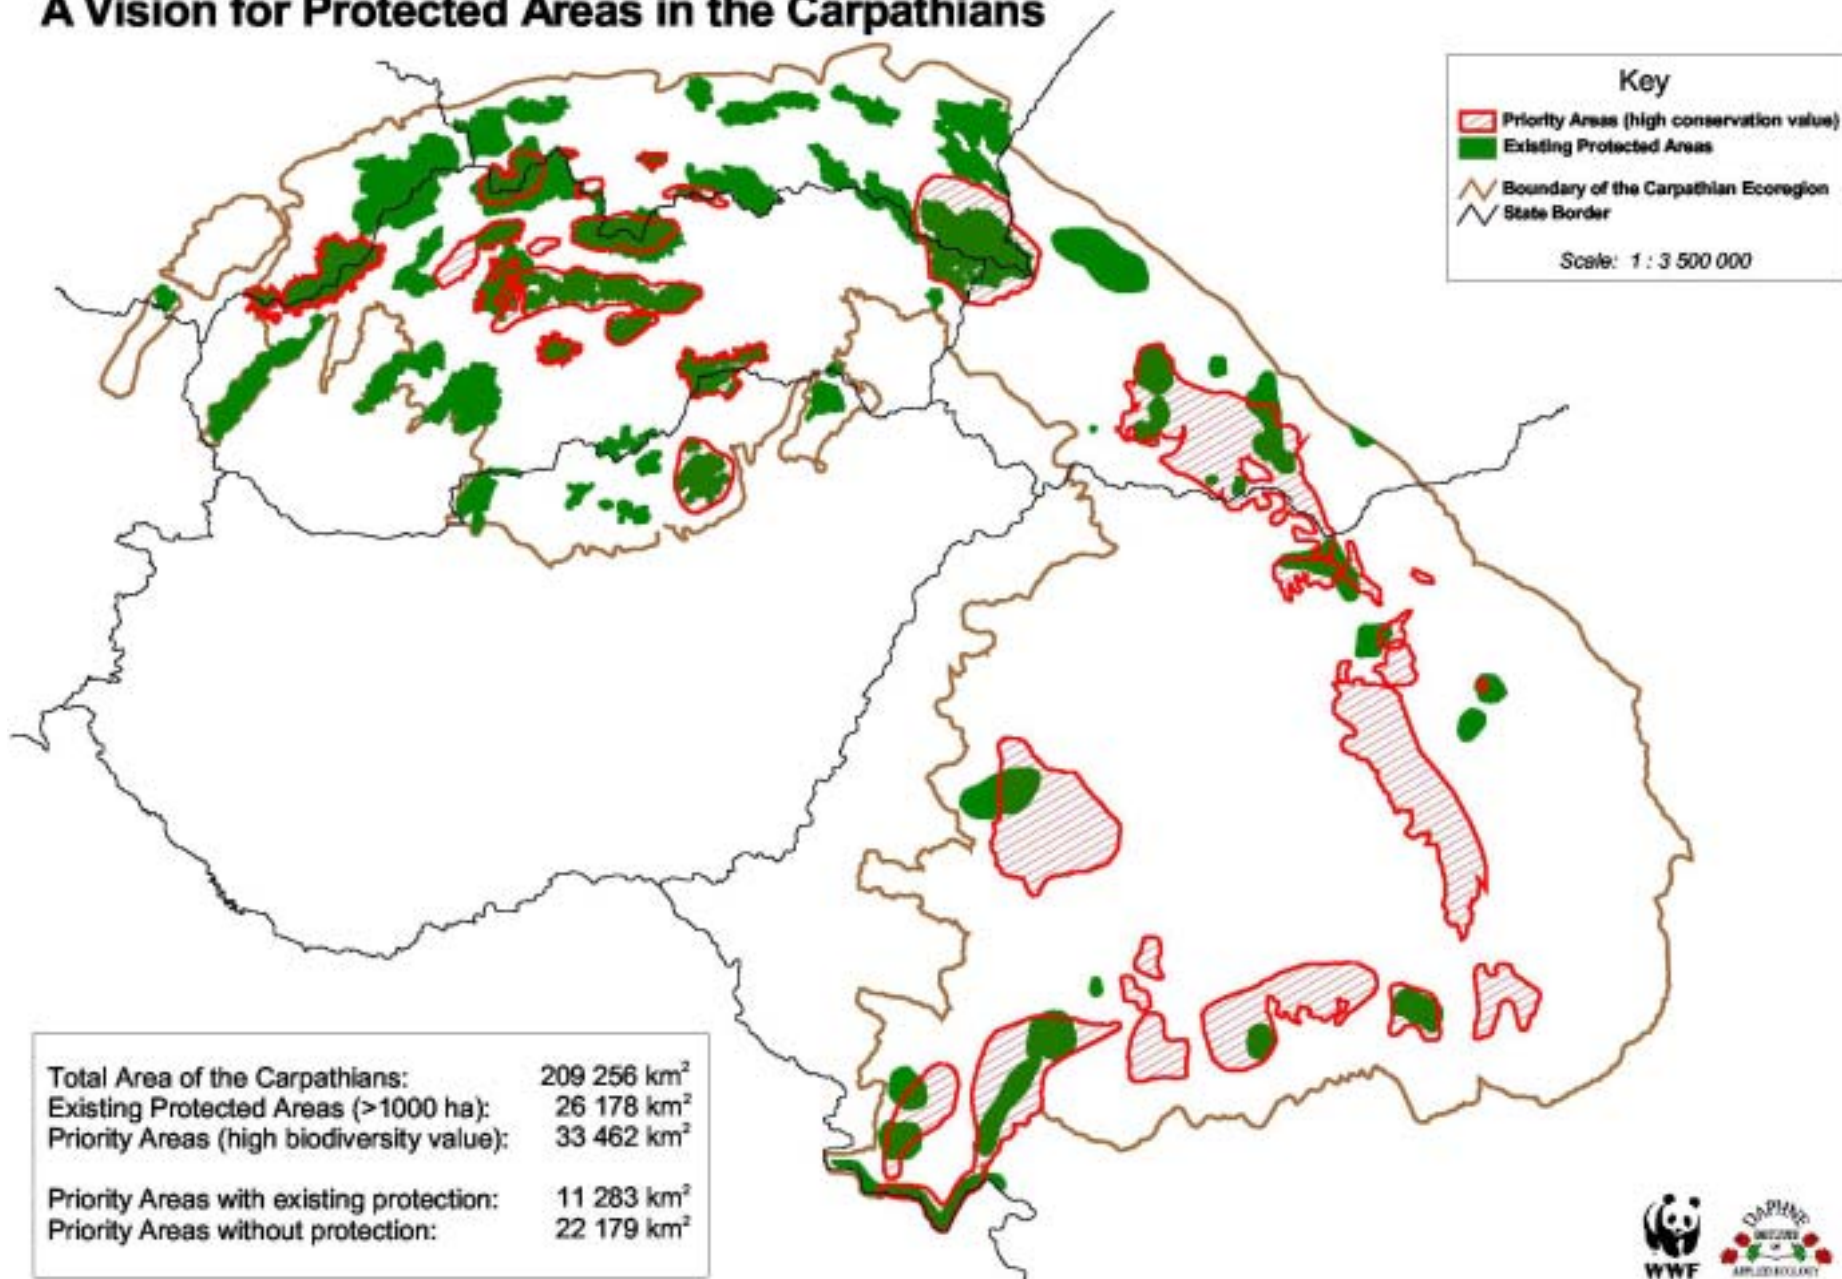 A Vision for Protected Areas in the Carpathians
Key
Priority Areas (high conservation value)
Existing Protected Areas
Boundary of the Carpathian Ecoregion
State Border
Scale: 1 : 3 500 000
Total Area of the Carpathians: 209 256 km²
Existing Protected Areas (>1000 ha): 26 178 km²
Priority Areas (high biodiversity value): 33 462 km²
Priority Areas with existing protection: 11 283 km²
Priority Areas without protection: 22 179 km²
WWF
DAPHNE
APPLIED ECOLOGY